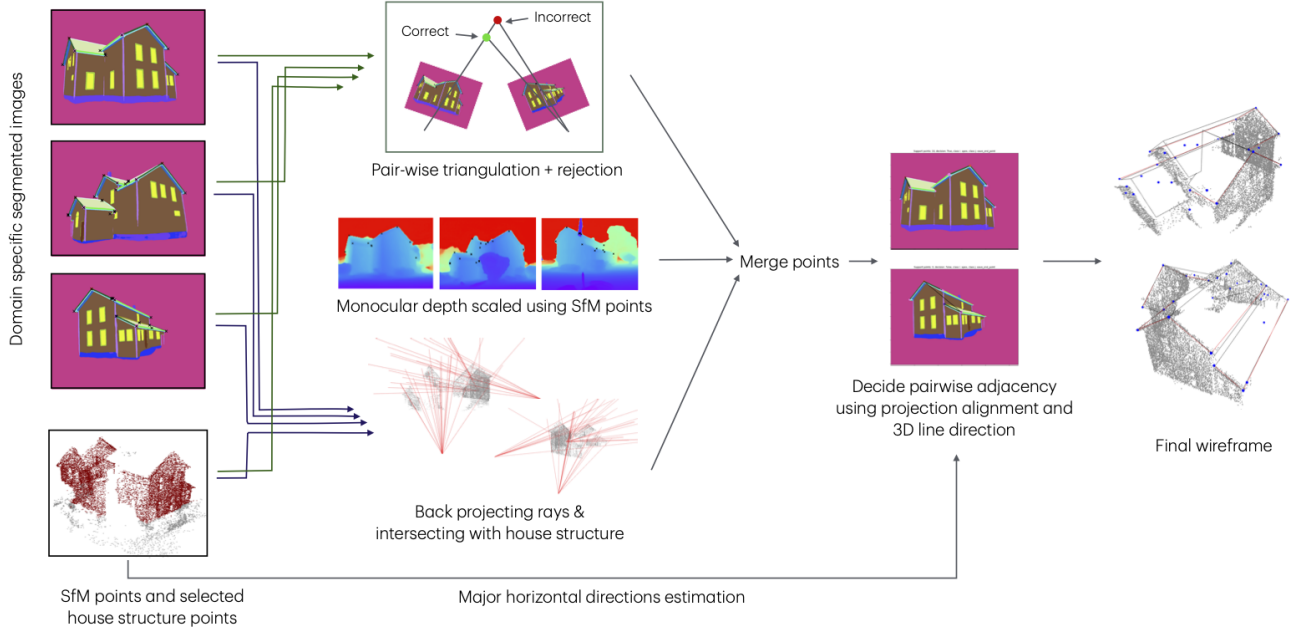 Domain specific segmented images
Correct
Incorrect
Pair-wise triangulation + rejection
Monocular depth scaled using SfM points
Back projecting rays &
intersecting with house structure
Merge points
Decide pairwise adjacency
using projection alignment and
3D line direction
Final wireframe
SfM points and selected
house structure points
Major horizontal directions estimation